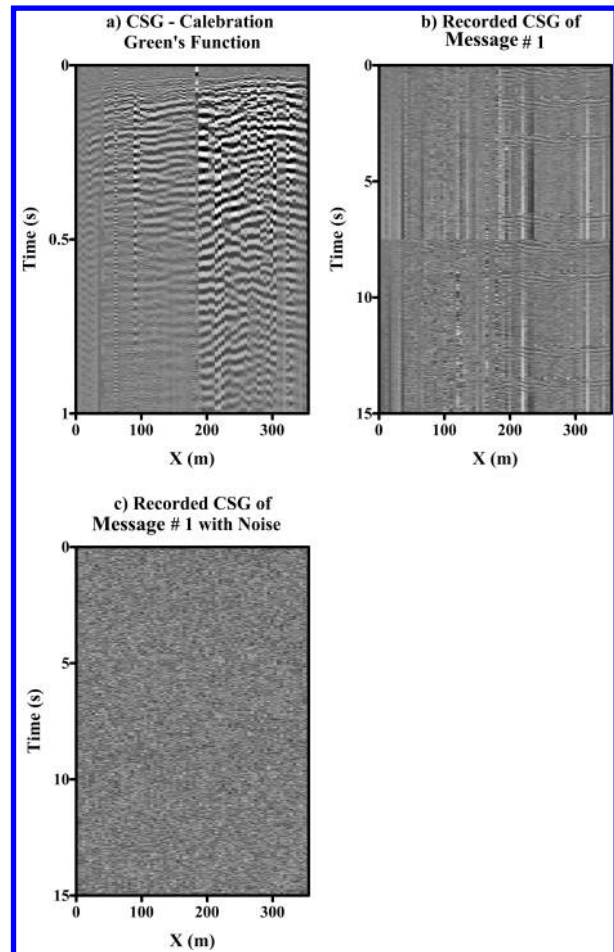 a) CSG - Calebration
Green's Function
0
0.5
1
Time (s)
0 100 200 300
X (m)
b) Recorded CSG of
Message # 1
0
5
10
15
Time (s)
0 100 200 300
X (m)
c) Recorded CSG of
Message # 1 with Noise
0
5
10
15
Time (s)
0 100 200 300
X (m)